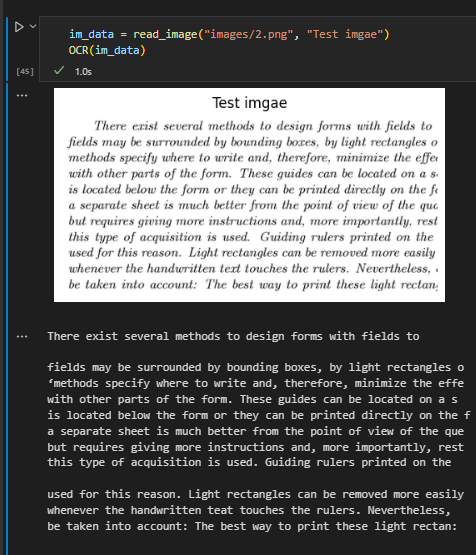 im_data = read_image("images/2.png", "Test imgae")
OCR(im_data)
[45]
1.0s
...
Test imgae
There exist several methods to design forms with fields to
fields may be surrounded by bounding boxes, by light rectangles o
methods specify where to write and, therefore, minimize the effec
with other parts of the form. These guides can be located on a s
is located below the form or they can be printed directly on the fo
a separate sheet is much better from the point of view of the qua
but requires giving more instructions and, more importantly, rest
this type of acquisition is used. Guiding rulers printed on the
used for this reason. Light rectangles can be removed more easily
whenever the handwritten text touches the rulers. Nevertheless,
be taken into account: The best way to print these light rectan
...
There exist several methods to design forms with fields to
fields may be surrounded by bounding boxes, by light rectangles o
‘methods specify where to write and, therefore, minimize the effe
with other parts of the form. These guides can be located on a s
is located below the form or they can be printed directly on the f
a separate sheet is much better from the point of view of the que
but requires giving more instructions and, more importantly, rest
this type of acquisition is used. Guiding rulers printed on the
used for this reason. Light rectangles can be removed more easily
whenever the handwritten teat touches the rulers. Nevertheless,
be taken into account: The best way to print these light rectan: